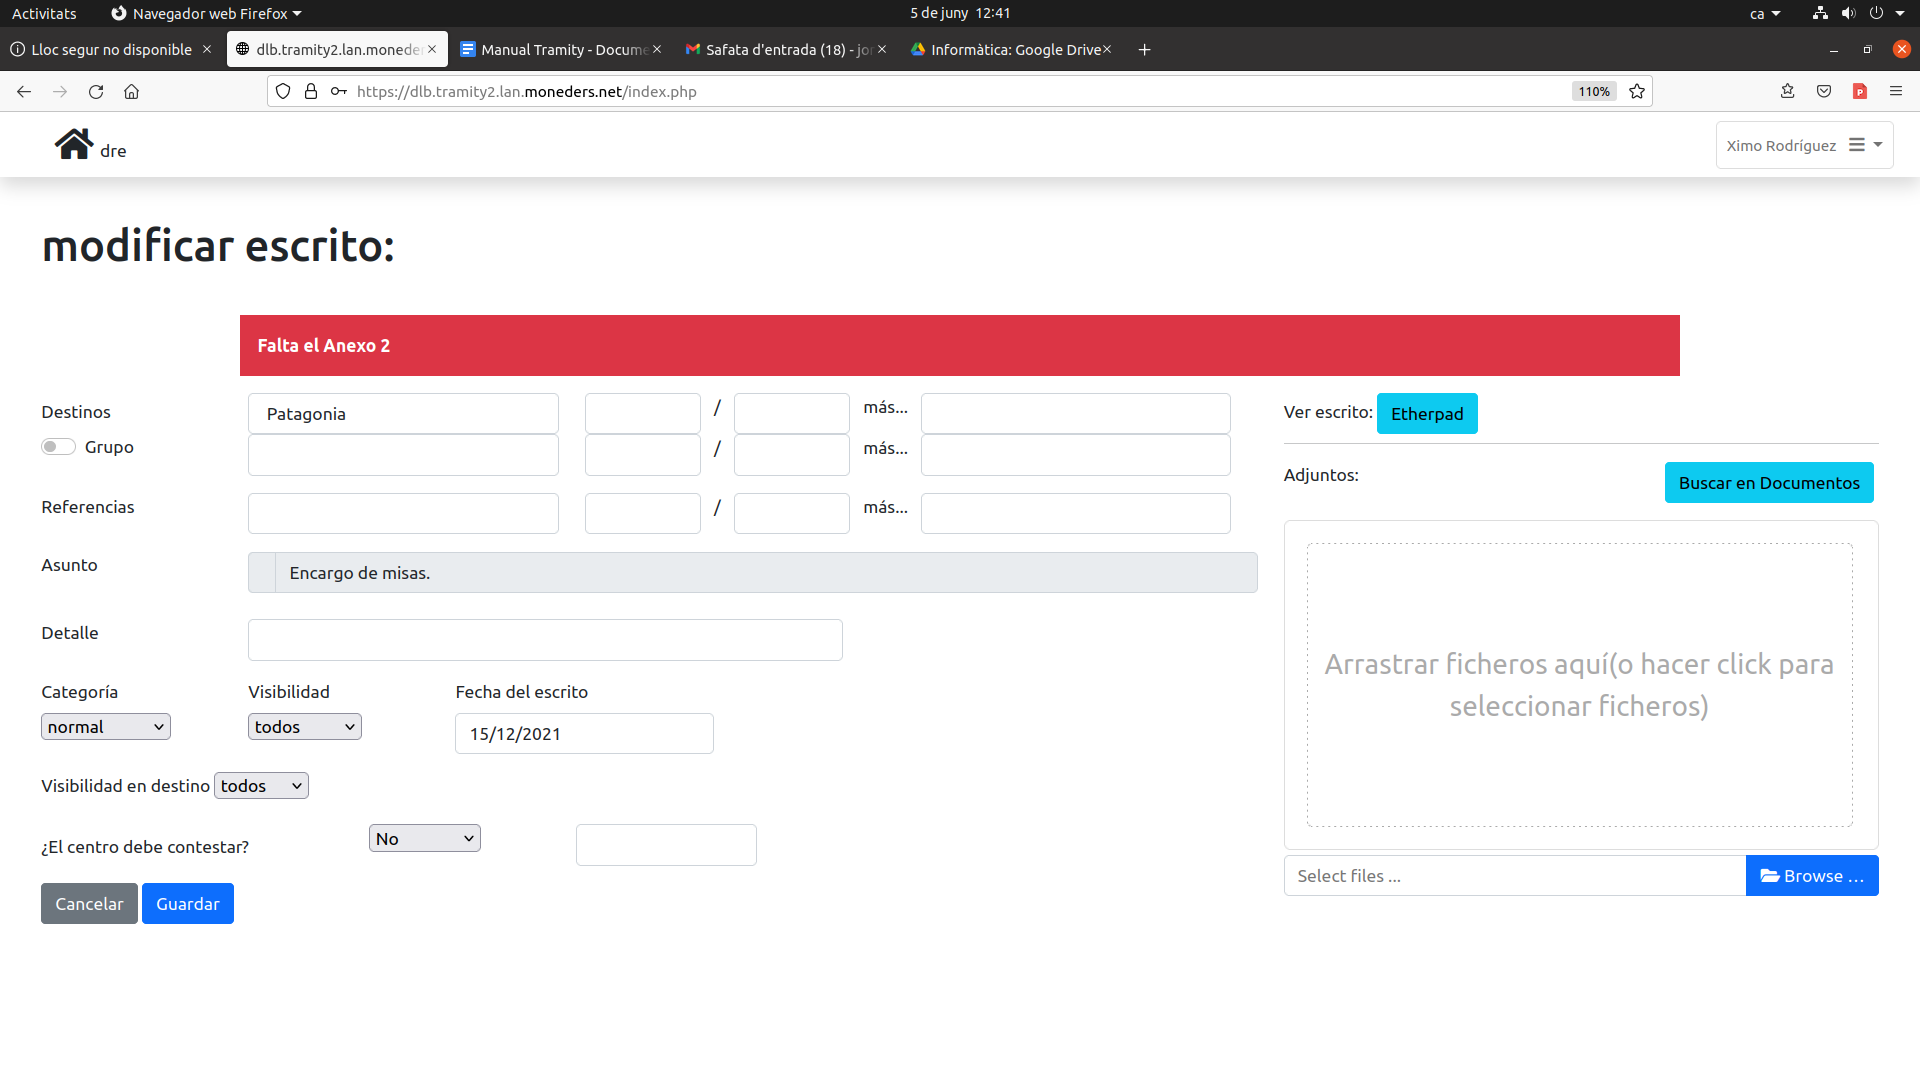 Activitats
Navegador web Firefox
5 de juny 12:41
ca
Lloc segur no disponible
dlb.tramity2.lan.moneder
Manual Tramity - Docume
Safata d'entrada (18) - jo
Informàtica: Google Drive
https://dlb.tramity2.lan.moneders.net/index.php
110%
dre
Ximo Rodríguez
modificar escrito:
Falta el Anexo 2
Destinos
Patagonia
/
más...
Ver escrito: Etherpad
Grupo
/
más...
Adjuntos:
Buscar en Documentos
Referencias
/
más...
Asunto
Encargo de misas.
Detalle
Arrastrar ficheros aquí(o hacer click para
seleccionar ficheros)
Categoría
Visibilidad
Fecha del escrito
normal
todos
15/12/2021
Visibilidad en destino todos
¿El centro debe contestar?
No
Select files ...
Browse …
Cancelar
Guardar